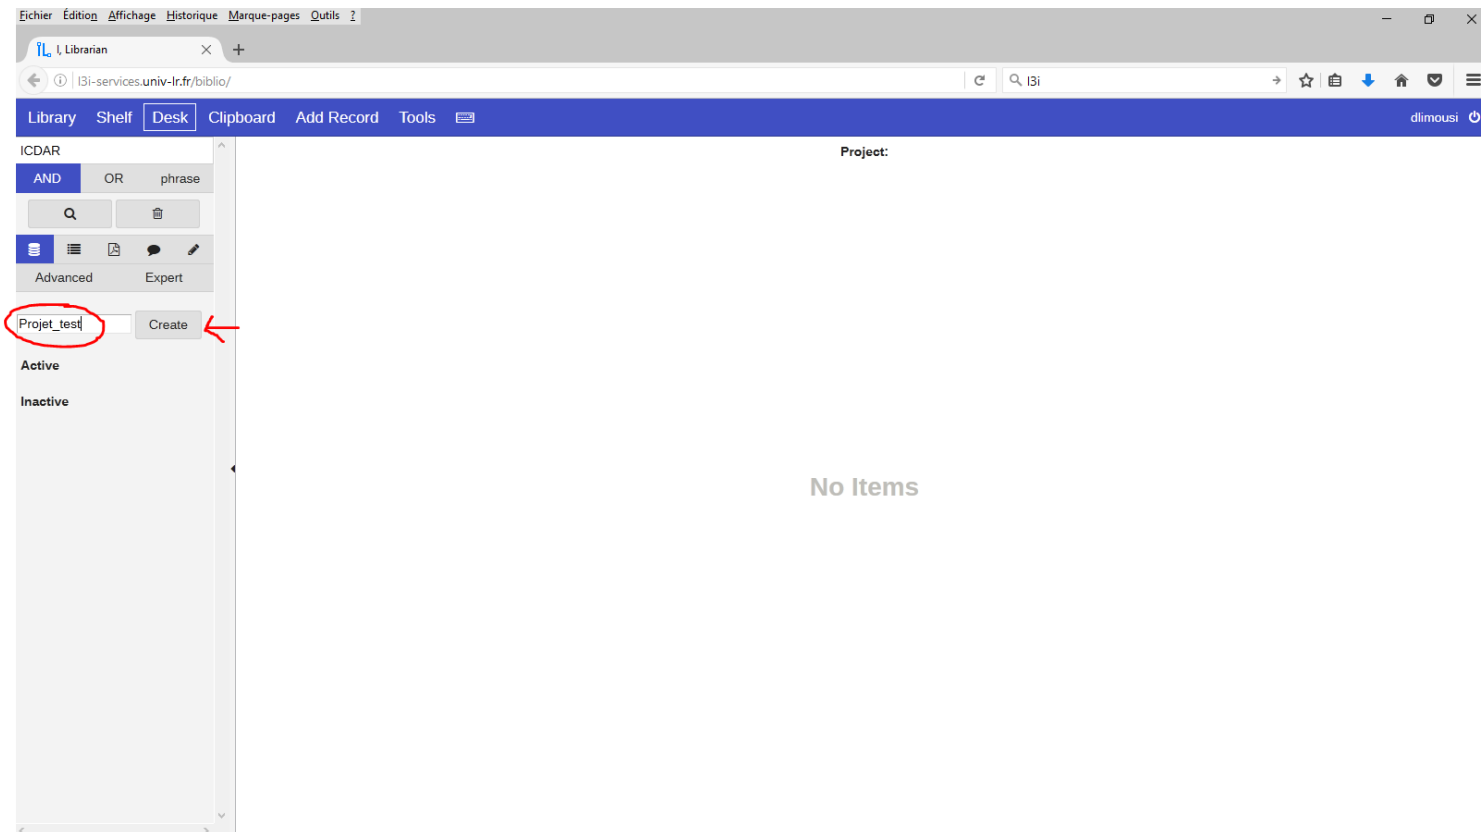 Fichier Édition Affichage Historique Marque-pages Outils ?
I, Librarian
l3i-services.univ-lr.fr/biblio/
l3i
Library Shelf Desk Clipboard Add Record Tools
dlimousi
ICDAR
Project:
AND OR phrase
Advanced Expert
Projet_test Create
Active
Inactive
No Items